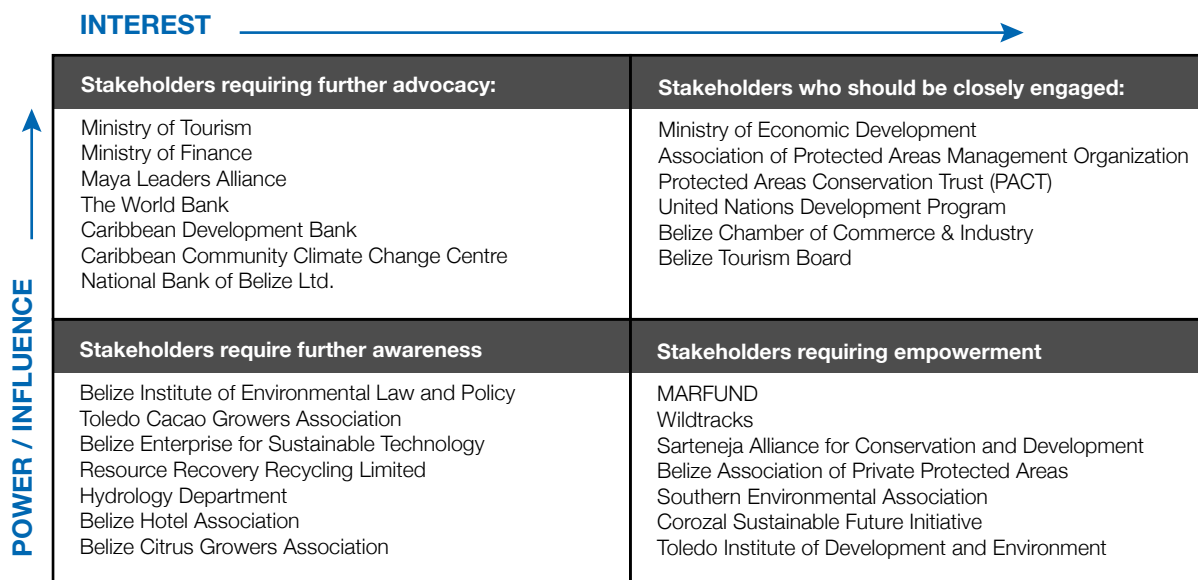 INTEREST
POWER / INFLUENCE
Stakeholders requiring further advocacy:
Ministry of Tourism
Ministry of Finance
Maya Leaders Alliance
The World Bank
Caribbean Development Bank
Caribbean Community Climate Change Centre
National Bank of Belize Ltd.
Stakeholders who should be closely engaged:
Ministry of Economic Development
Association of Protected Areas Management Organization
Protected Areas Conservation Trust (PACT)
United Nations Development Program
Belize Chamber of Commerce & Industry
Belize Tourism Board
Stakeholders require further awareness
Belize Institute of Environmental Law and Policy
Toledo Cacao Growers Association
Belize Enterprise for Sustainable Technology
Resource Recovery Recycling Limited
Hydrology Department
Belize Hotel Association
Belize Citrus Growers Association
Stakeholders requiring empowerment
MARFUND
Wildtracks
Sarteneja Alliance for Conservation and Development
Belize Association of Private Protected Areas
Southern Environmental Association
Corozal Sustainable Future Initiative
Toledo Institute of Development and Environment